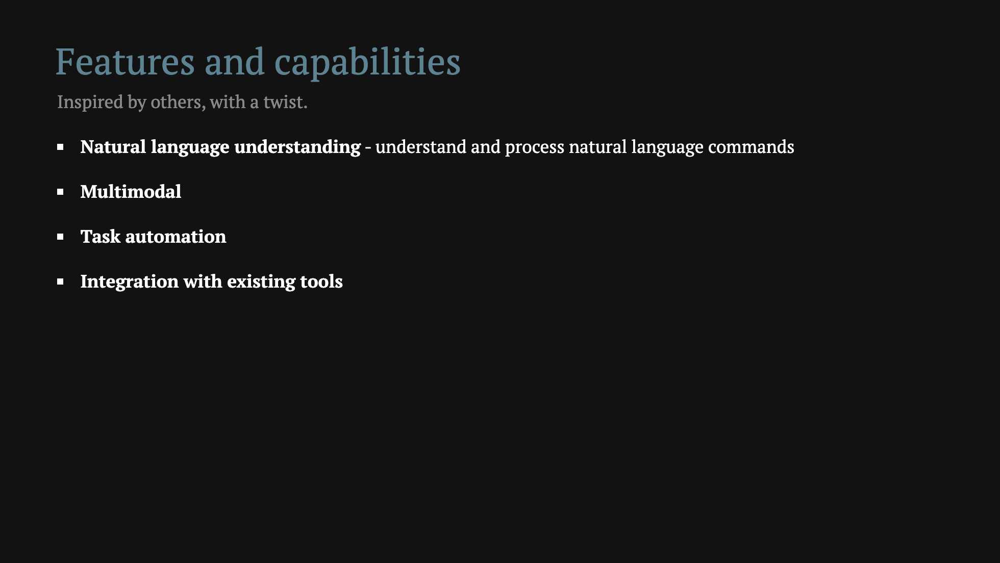 Features and capabilities
Inspired by others, with a twist.
Natural language understanding - understand and process natural language commands
Multimodal
Task automation
Integration with existing tools